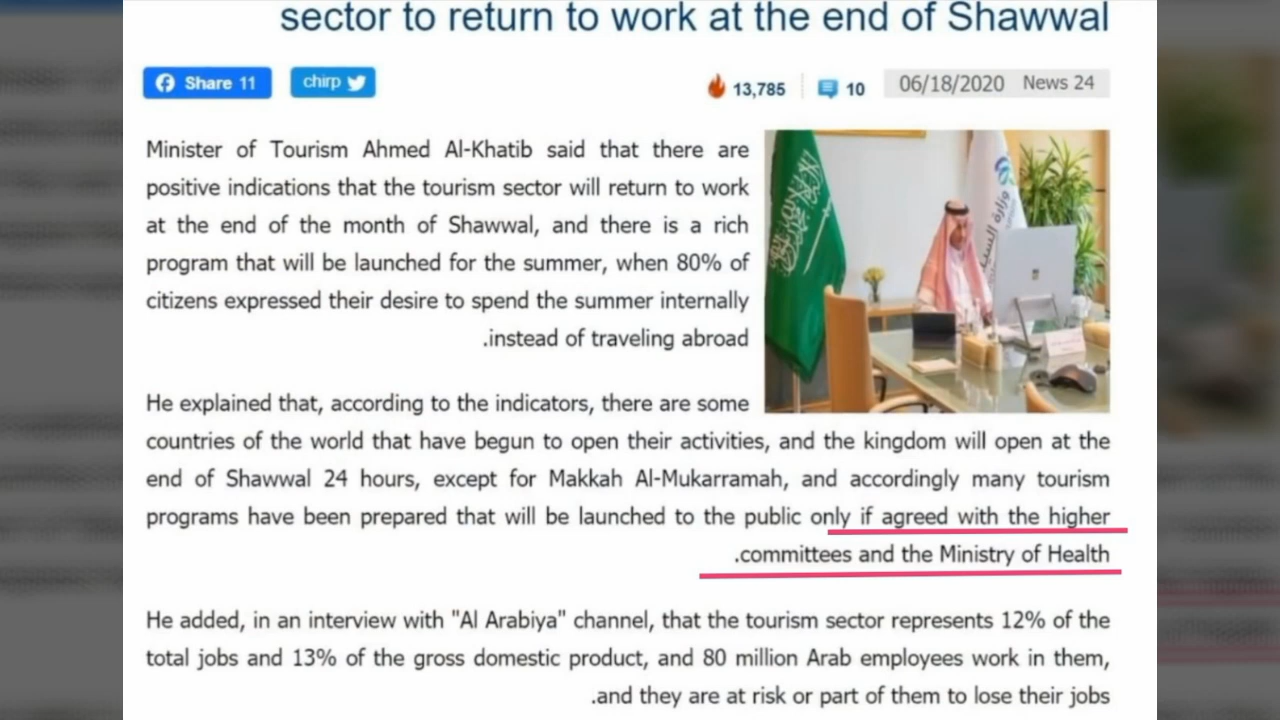 sector to return to work at the end of Shawwal
Share 11
chirp
13,785
10
06/18/2020 News 24
Minister of Tourism Ahmed Al-Khatib said that there are
positive indications that the tourism sector will return to work
at the end of the month of Shawwal, and there is a rich
program that will be launched for the summer, when 80% of
citizens expressed their desire to spend the summer internally
.instead of traveling abroad
He explained that, according to the indicators, there are some
countries of the world that have begun to open their activities, and the kingdom will open at the
end of Shawwal 24 hours, except for Makkah Al-Mukarramah, and accordingly many tourism
programs have been prepared that will be launched to the public only if agreed with the higher
.committees and the Ministry of Health
He added, in an interview with "Al Arabiya" channel, that the tourism sector represents 12% of the
total jobs and 13% of the gross domestic product, and 80 million Arab employees work in them,
.and they are at risk or part of them to lose their jobs
وزارة